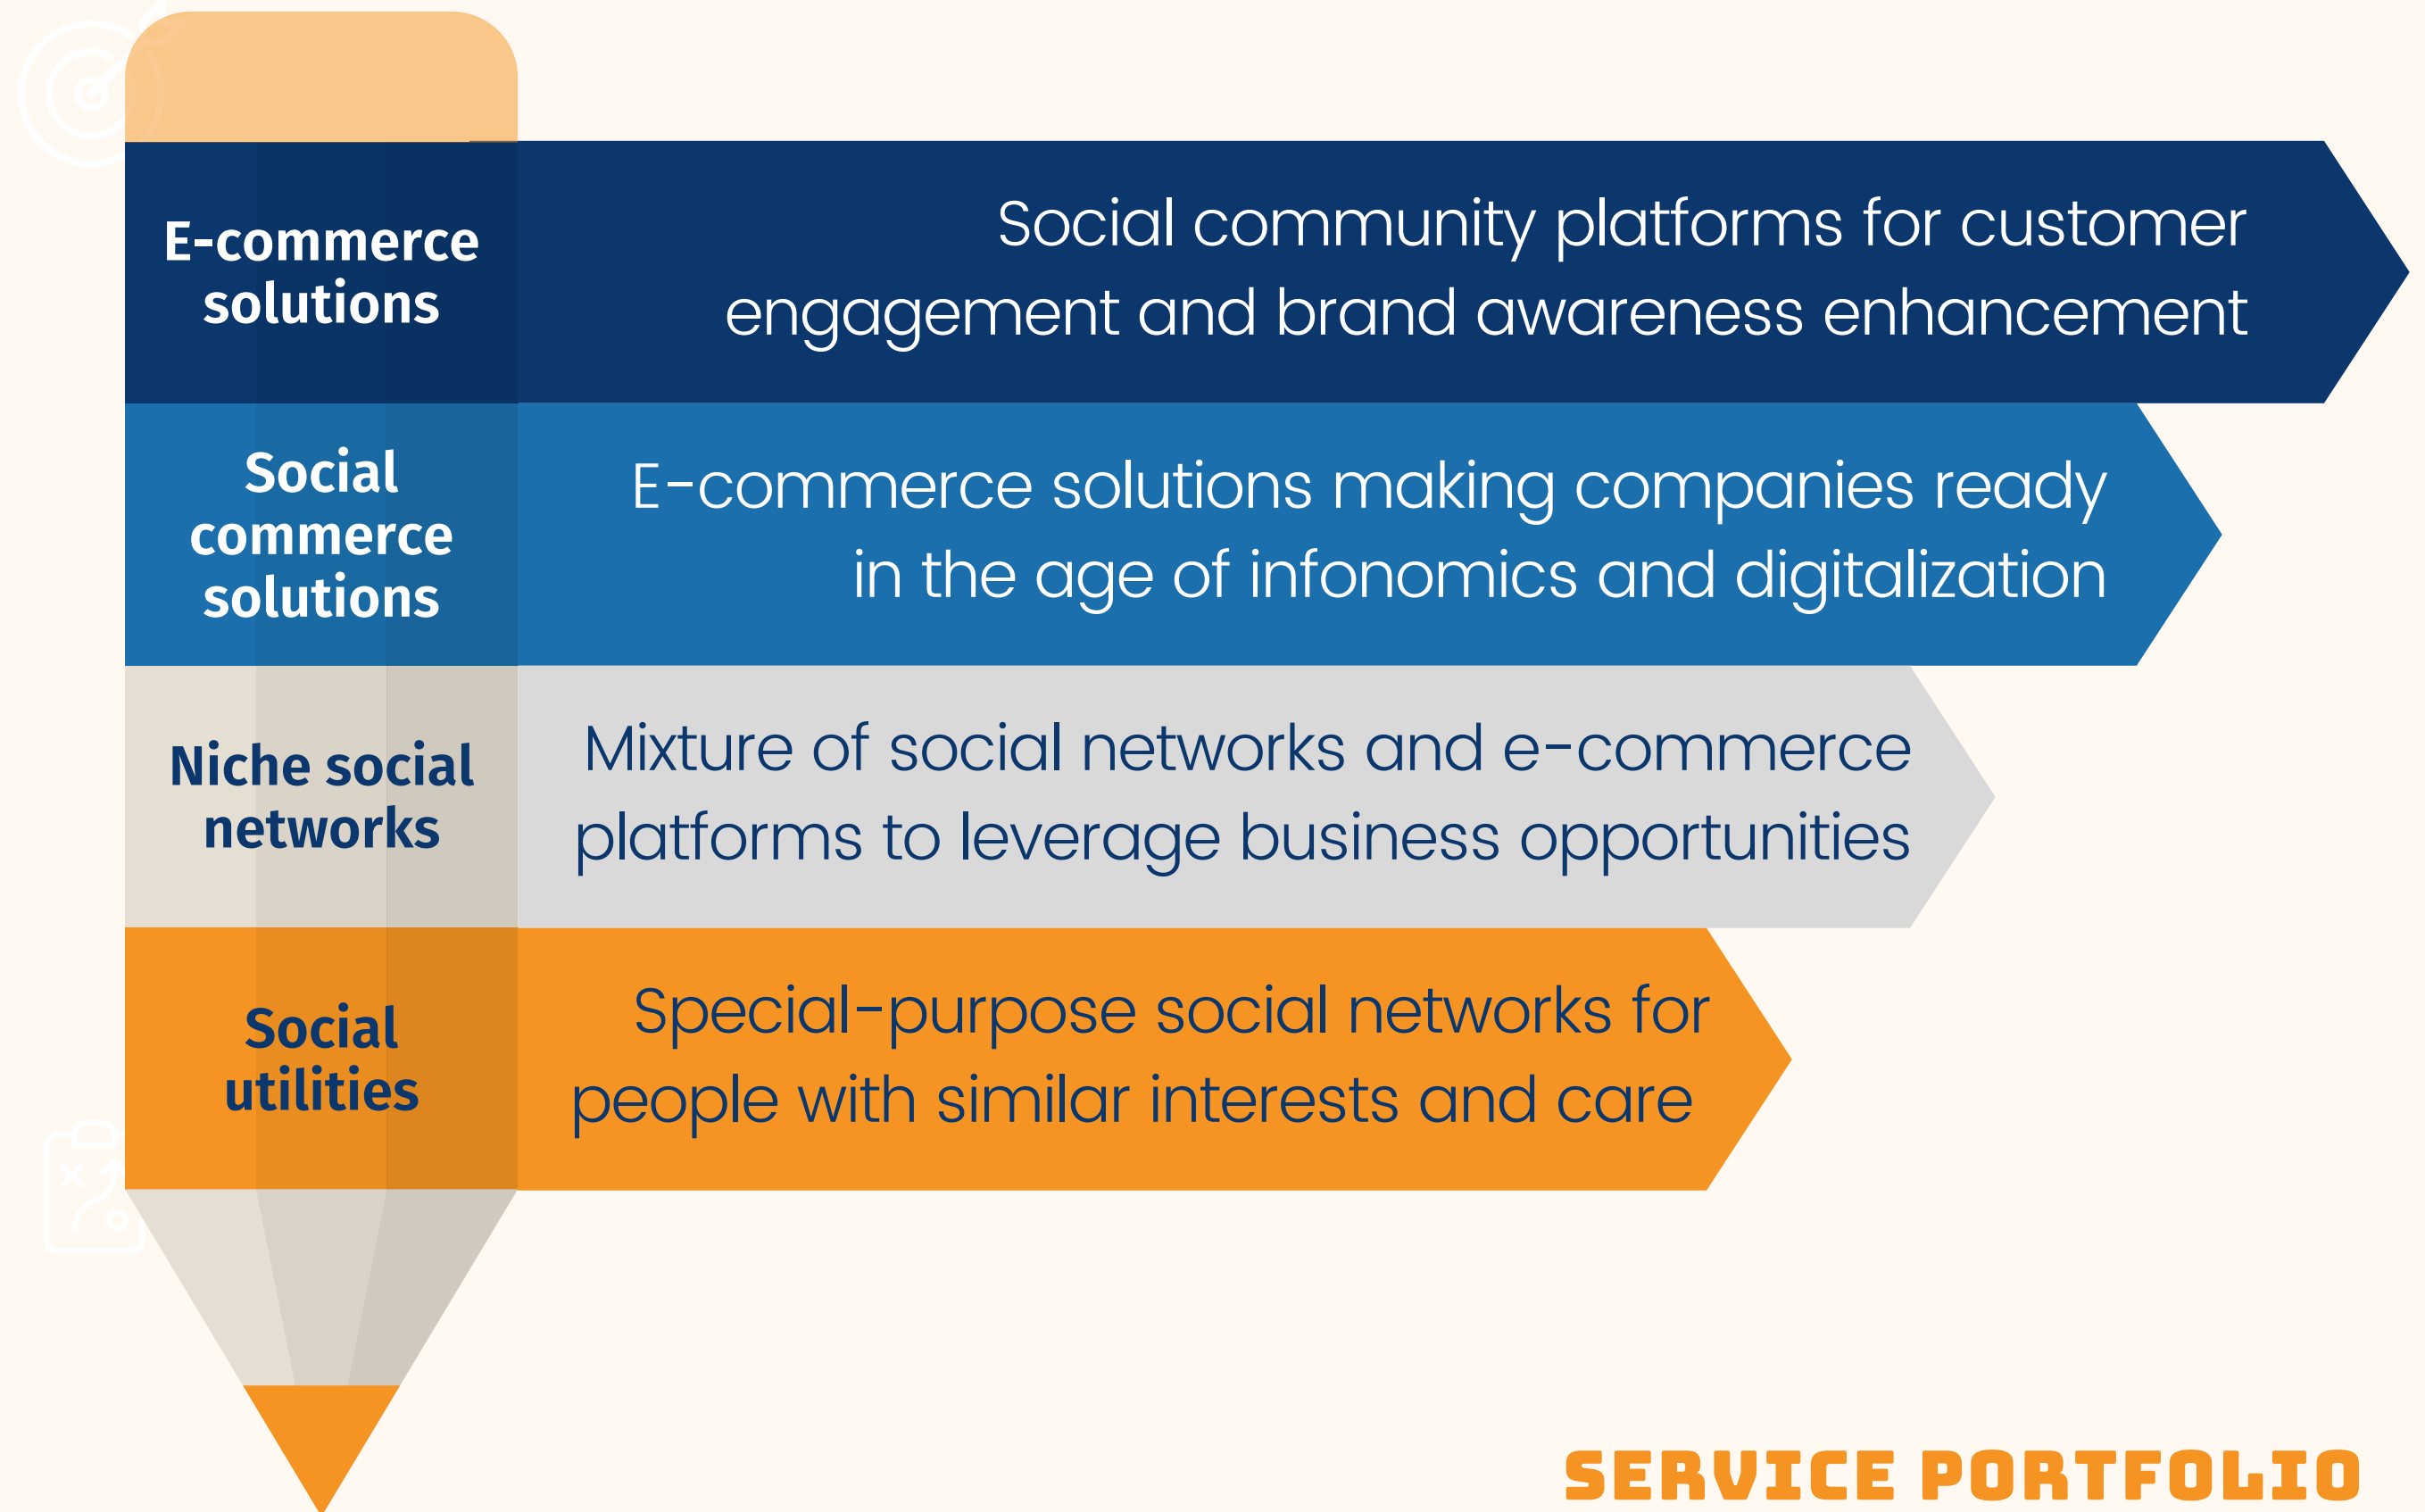 E-commerce
solutions
Social community platforms for customer
engagement and brand awareness enhancement
Social
commerce
solutions
E-commerce solutions making companies ready
in the age of infonomics and digitalization
Niche social
networks
Mixture of social networks and e-commerce
platforms to leverage business opportunities
Social
utilities
Special-purpose social networks for
people with similar interests and care
SERVICE PORTFOLIO